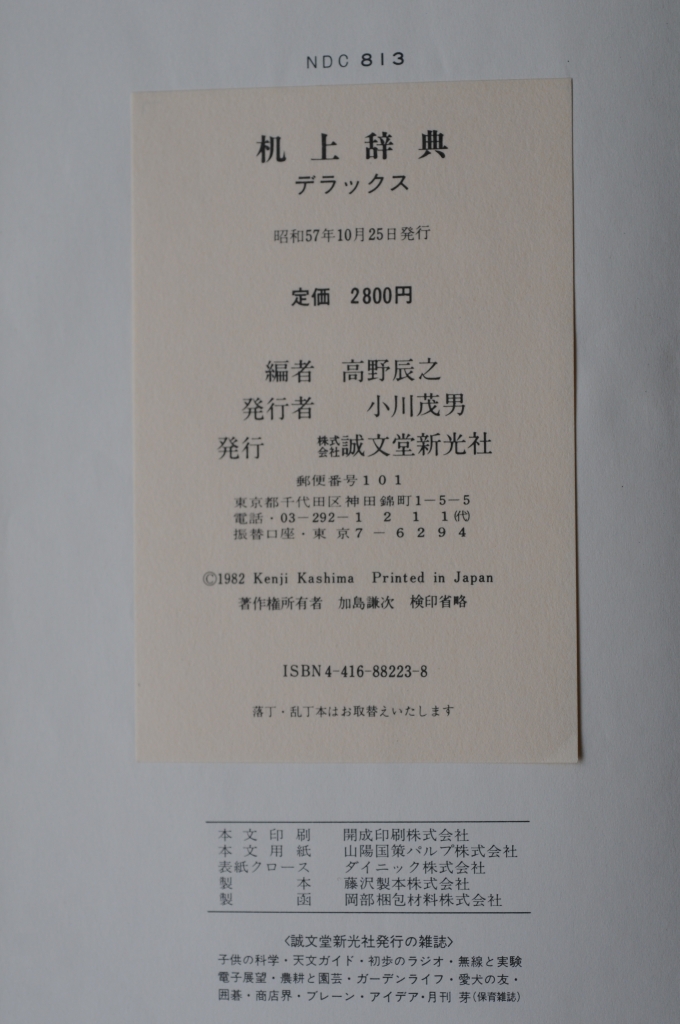 NDC 813
机上辞典
デラックス
昭和57年10月25日発行
定価 2800円
編者 高野辰之
発行者 小川茂男
発行 株式会社誠文堂新光社
郵便番号101
東京都千代田区神田錦町1-5-5
電話・03-292-1211(代)
振替口座・東京7-6294
©1982 Kenji Kashima Printed in Japan
著作権所有者 加島謙次 検印省略
ISBN4-416-88223-8
落丁・乱丁本はお取替えいたします
本文印刷 開成印刷株式会社
本文用紙 山陽国策パルプ株式会社
表紙クロース ダイニック株式会社
製本 藤沢製本株式会社
製函 岡部梱包材料株式会社
〈誠文堂新光社発行の雑誌〉
子供の科学・天文ガイド・初歩のラジオ・無線と実験
電子展望・農耕と園芸・ガーデンライフ・愛犬の友・
囲碁・商店界・ブレーン・アイデア・月刊 芽(保育雑誌)